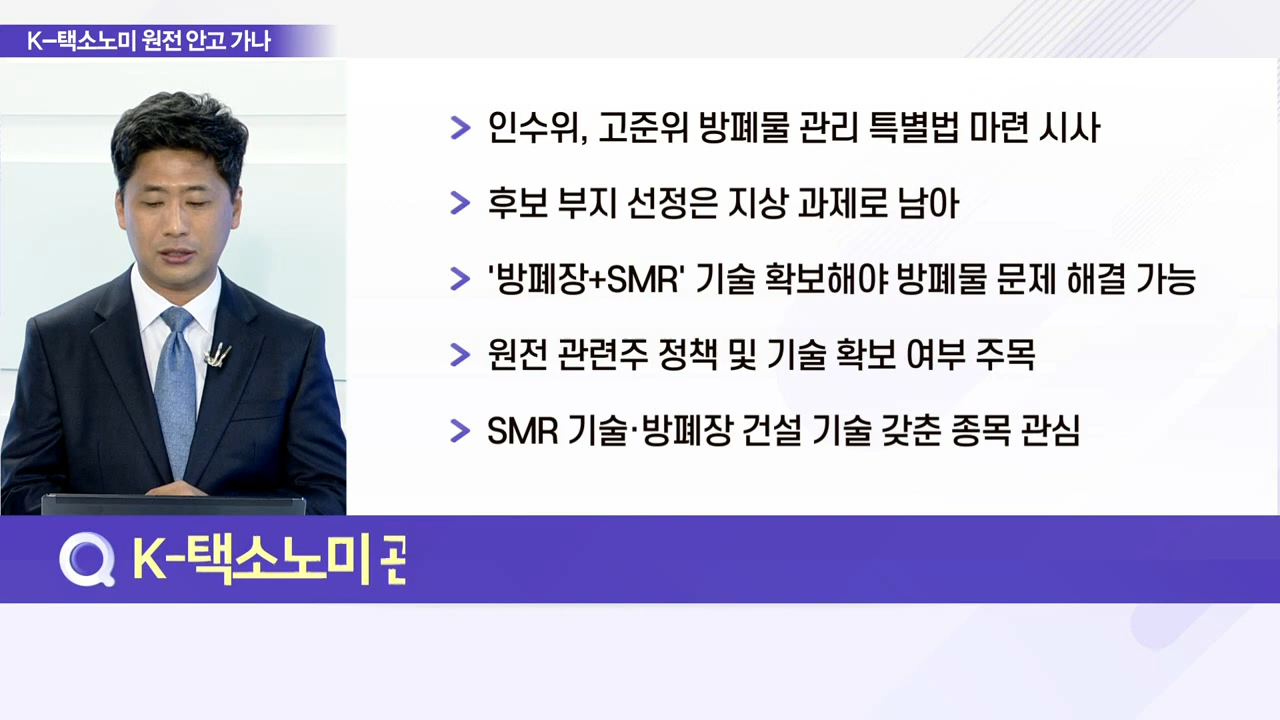 K-택소노미 원전 안고 가나
> 인수위, 고준위 방폐물 관리 특별법 마련 시사
> 후보 부지 선정은 지상 과제로 남아
> '방폐장+SMR' 기술 확보해야 방폐물 문제 해결 가능
> 원전 관련주 정책 및 기술 확보 여부 주목
> SMR 기술·방폐장 건설 기술 갖춘 종목 관심
Q K-택소노미